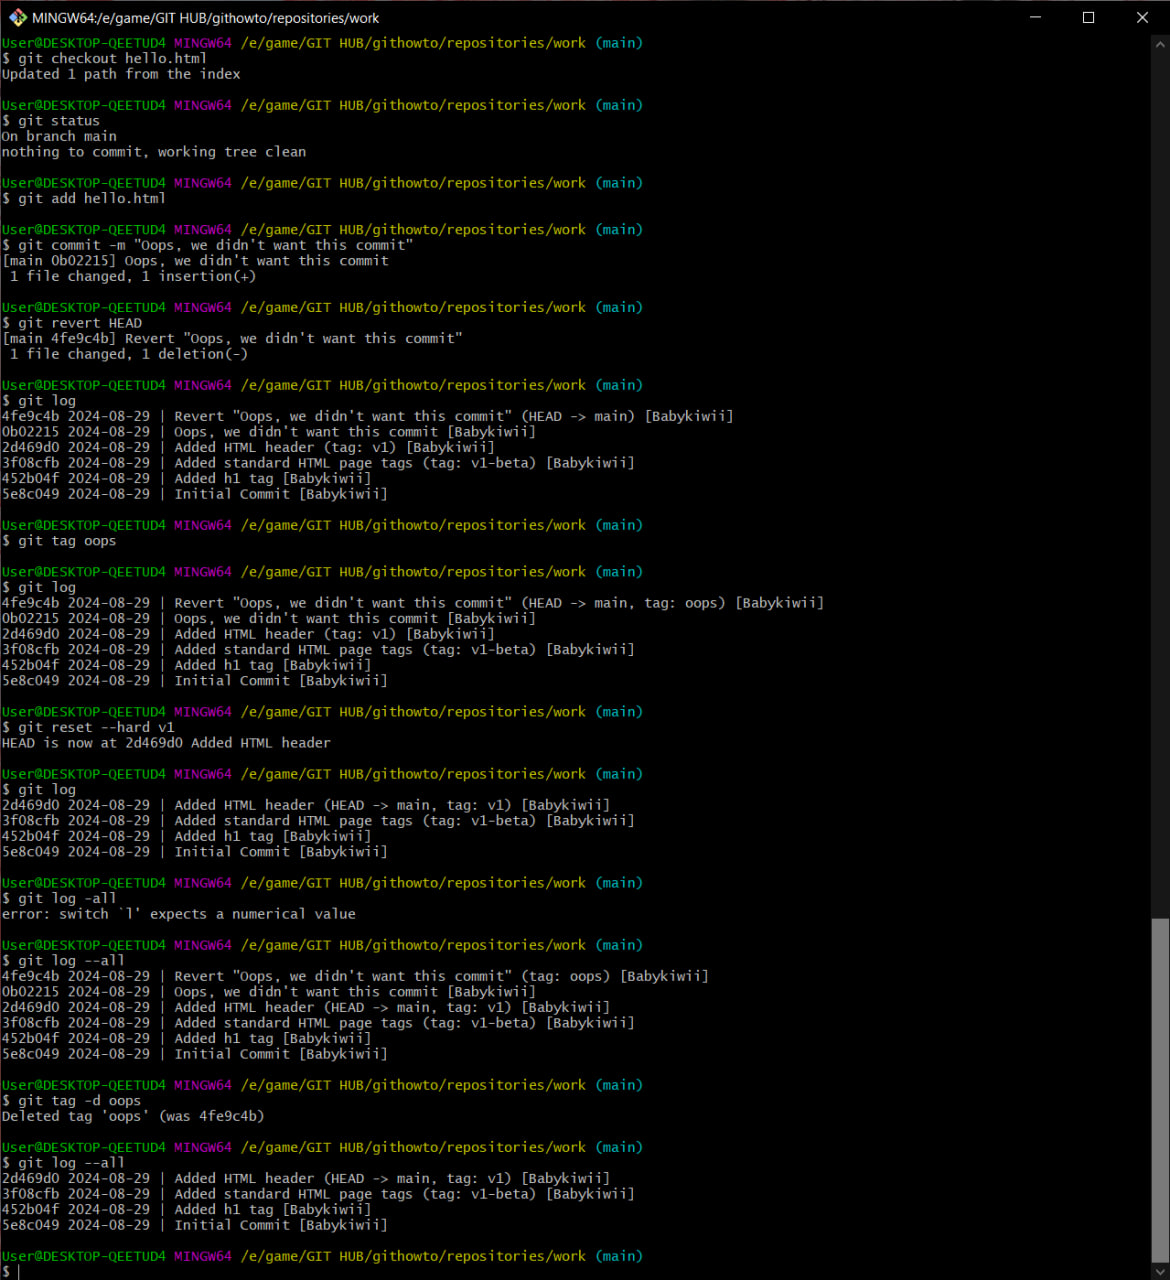 MINGW64:/e/game/GIT HUB/githowto/repositories/work
User@DESKTOP-QEETUD4 MINGW64 /e/game/GIT HUB/githowto/repositories/work (main)
$ git checkout hello.html
Updated 1 path from the index
User@DESKTOP-QEETUD4 MINGW64 /e/game/GIT HUB/githowto/repositories/work (main)
$ git status
On branch main
nothing to commit, working tree clean
User@DESKTOP-QEETUD4 MINGW64 /e/game/GIT HUB/githowto/repositories/work (main)
$ git add hello.html
User@DESKTOP-QEETUD4 MINGW64 /e/game/GIT HUB/githowto/repositories/work (main)
$ git commit -m "Oops, we didn't want this commit"
[main 0b02215] Oops, we didn't want this commit
1 file changed, 1 insertion(+)
User@DESKTOP-QEETUD4 MINGW64 /e/game/GIT HUB/githowto/repositories/work (main)
$ git revert HEAD
[main 4fe9c4b] Revert "Oops, we didn't want this commit"
1 file changed, 1 deletion(-)
User@DESKTOP-QEETUD4 MINGW64 /e/game/GIT HUB/githowto/repositories/work (main)
$ git log
4fe9c4b 2024-08-29 | Revert "Oops, we didn't want this commit" (HEAD -> main) [Babykiwii]
0b02215 2024-08-29 | Oops, we didn't want this commit [Babykiwii]
2d469d0 2024-08-29 | Added HTML header (tag: v1) [Babykiwii]
3f08cfb 2024-08-29 | Added standard HTML page tags (tag: v1-beta) [Babykiwii]
452b04f 2024-08-29 | Added h1 tag [Babykiwii]
5e8c049 2024-08-29 | Initial Commit [Babykiwii]
User@DESKTOP-QEETUD4 MINGW64 /e/game/GIT HUB/githowto/repositories/work (main)
$ git tag oops
User@DESKTOP-QEETUD4 MINGW64 /e/game/GIT HUB/githowto/repositories/work (main)
$ git log
4fe9c4b 2024-08-29 | Revert "Oops, we didn't want this commit" (HEAD -> main, tag: oops) [Babykiwii]
0b02215 2024-08-29 | Oops, we didn't want this commit [Babykiwii]
2d469d0 2024-08-29 | Added HTML header (tag: v1) [Babykiwii]
3f08cfb 2024-08-29 | Added standard HTML page tags (tag: v1-beta) [Babykiwii]
452b04f 2024-08-29 | Added h1 tag [Babykiwii]
5e8c049 2024-08-29 | Initial Commit [Babykiwii]
User@DESKTOP-QEETUD4 MINGW64 /e/game/GIT HUB/githowto/repositories/work (main)
$ git reset --hard v1
HEAD is now at 2d469d0 Added HTML header
User@DESKTOP-QEETUD4 MINGW64 /e/game/GIT HUB/githowto/repositories/work (main)
$ git log
2d469d0 2024-08-29 | Added HTML header (HEAD -> main, tag: v1) [Babykiwii]
3f08cfb 2024-08-29 | Added standard HTML page tags (tag: v1-beta) [Babykiwii]
452b04f 2024-08-29 | Added h1 tag [Babykiwii]
5e8c049 2024-08-29 | Initial Commit [Babykiwii]
User@DESKTOP-QEETUD4 MINGW64 /e/game/GIT HUB/githowto/repositories/work (main)
$ git log -all
error: switch `l' expects a numerical value
User@DESKTOP-QEETUD4 MINGW64 /e/game/GIT HUB/githowto/repositories/work (main)
$ git log --all
4fe9c4b 2024-08-29 | Revert "Oops, we didn't want this commit" (tag: oops) [Babykiwii]
0b02215 2024-08-29 | Oops, we didn't want this commit [Babykiwii]
2d469d0 2024-08-29 | Added HTML header (HEAD -> main, tag: v1) [Babykiwii]
3f08cfb 2024-08-29 | Added standard HTML page tags (tag: v1-beta) [Babykiwii]
452b04f 2024-08-29 | Added h1 tag [Babykiwii]
5e8c049 2024-08-29 | Initial Commit [Babykiwii]
User@DESKTOP-QEETUD4 MINGW64 /e/game/GIT HUB/githowto/repositories/work (main)
$ git tag -d oops
Deleted tag 'oops' (was 4fe9c4b)
User@DESKTOP-QEETUD4 MINGW64 /e/game/GIT HUB/githowto/repositories/work (main)
$ git log --all
2d469d0 2024-08-29 | Added HTML header (HEAD -> main, tag: v1) [Babykiwii]
3f08cfb 2024-08-29 | Added standard HTML page tags (tag: v1-beta) [Babykiwii]
452b04f 2024-08-29 | Added h1 tag [Babykiwii]
5e8c049 2024-08-29 | Initial Commit [Babykiwii]
User@DESKTOP-QEETUD4 MINGW64 /e/game/GIT HUB/githowto/repositories/work (main)
$